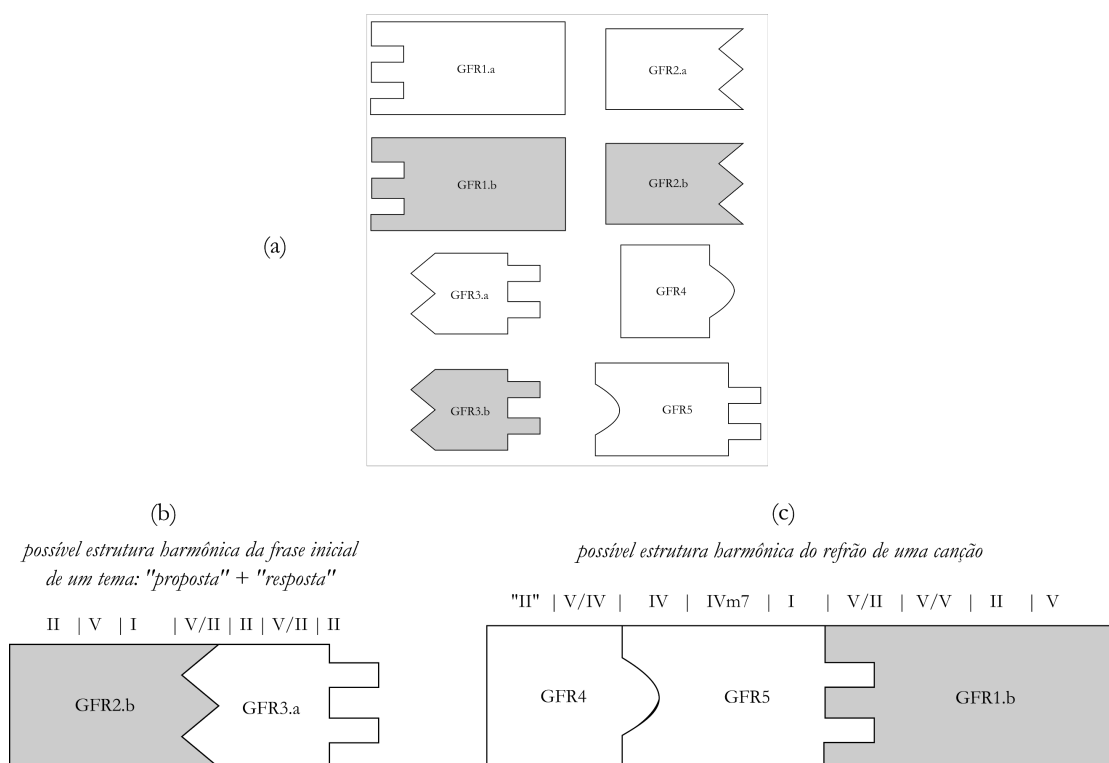 GFR1.a
GFR2.a
GFR1.b
GFR2.b
(a)
GFR3.a
GFR4
GFR3.b
GFR5
(b)
possível estrutura harmônica da frase inicial
de um tema: "proposta" + "resposta"
II | V | I | V/II | II | V/II | II
GFR2.b
GFR3.a
(c)
possível estrutura harmônica do refrão de uma canção
"II" | V/IV | IV | IVm7 | I | V/II | V/V | II | V
GFR4
GFR5
GFR1.b